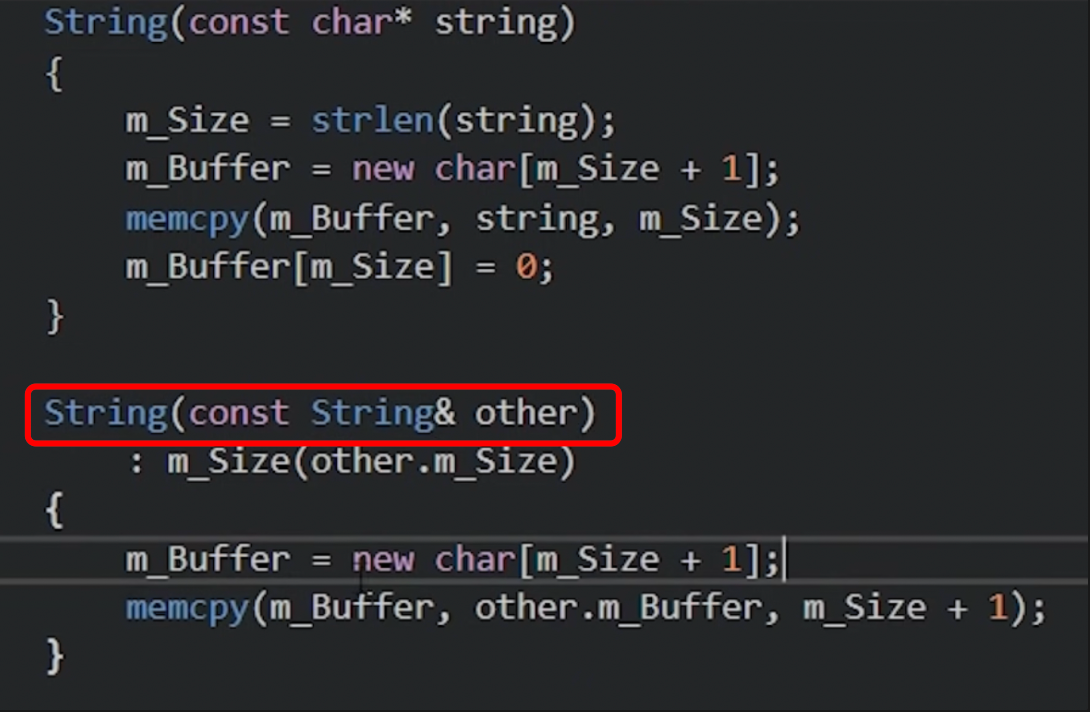 String(const char* string)
{
    m_Size = strlen(string);
    m_Buffer = new char[m_Size + 1];
    memcpy(m_Buffer, string, m_Size);
    m_Buffer[m_Size] = 0;
}
String(const String& other)
    : m_Size(other.m_Size)
{
    m_Buffer = new char[m_Size + 1];
    memcpy(m_Buffer, other.m_Buffer, m_Size + 1);
}